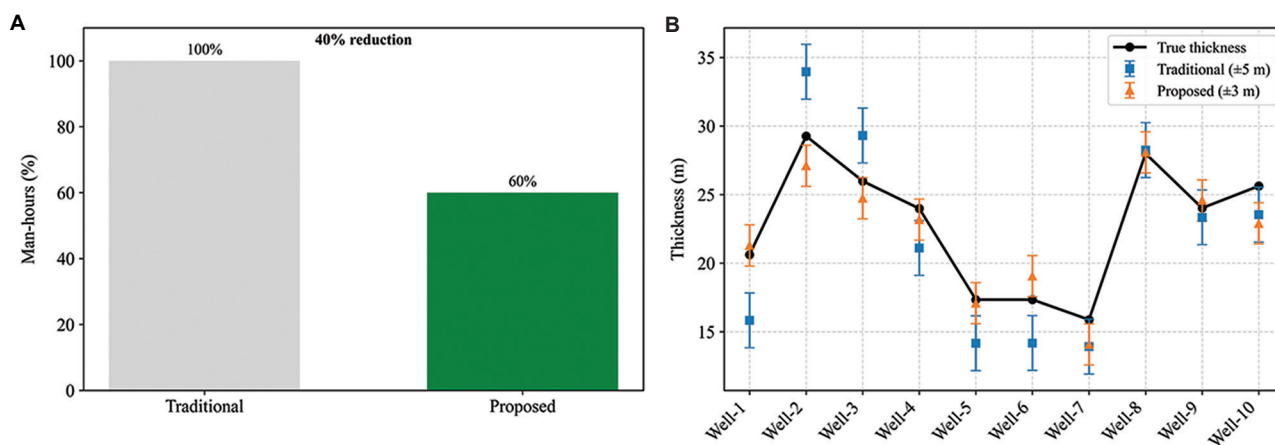 A
40% reduction
100%
60%
Man-hours (%)
100
80
60
40
20
0
Traditional
Proposed
B
True thickness
Traditional (±5 m)
Proposed (±3 m)
Thickness (m)
35
30
25
20
15
Well-1
Well-2
Well-3
Well-4
Well-5
Well-6
Well-7
Well-8
Well-9
Well-10